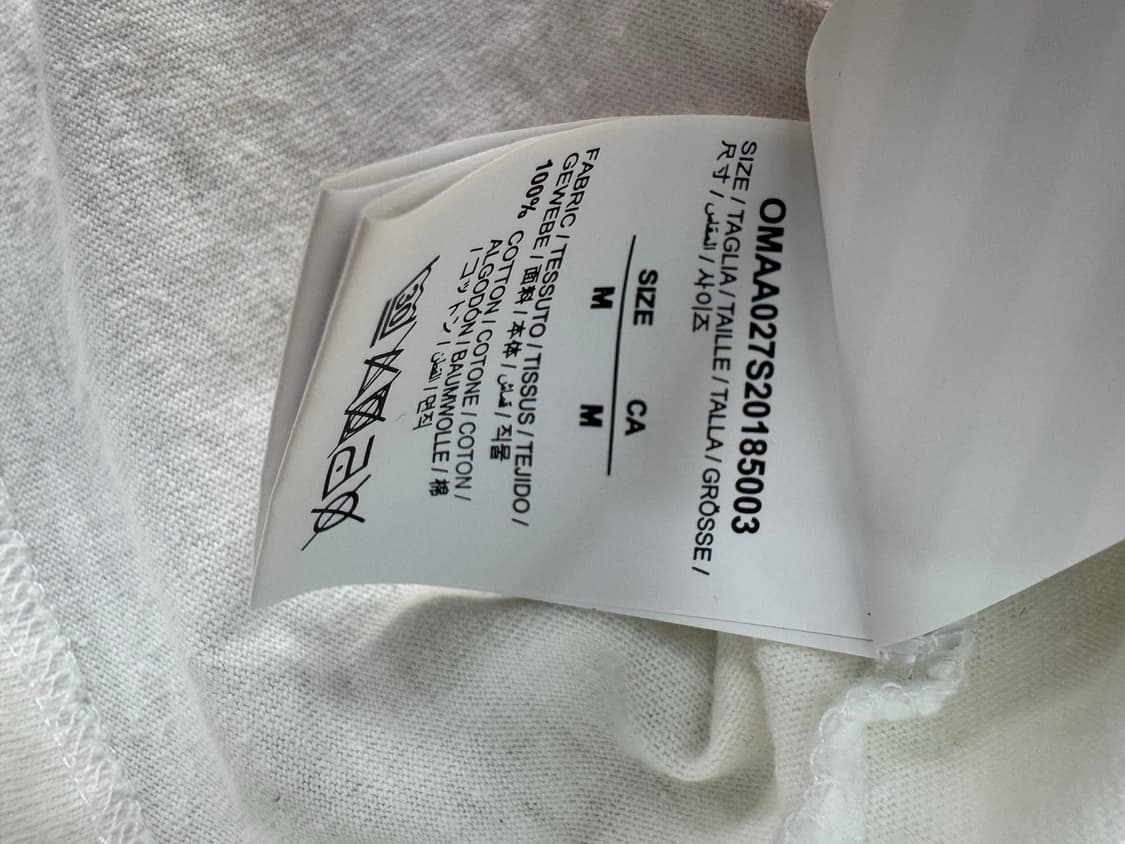 OMAA027S20185003
SIZE / TAGLIA / TAILLE / TALLA / GRÖSSE /
尺寸 / المقاس / 사이즈
SIZE CA
M M
FABRIC / TESSUTO / TISSUS / TEJIDO /
GEWEBE / 面料 / 本体 / قماش / 직물
100% COTTON / COTONE / COTON /
ALGODÓN / BAUMWOLLE / 棉
/ コットン / القطن / 면직
30